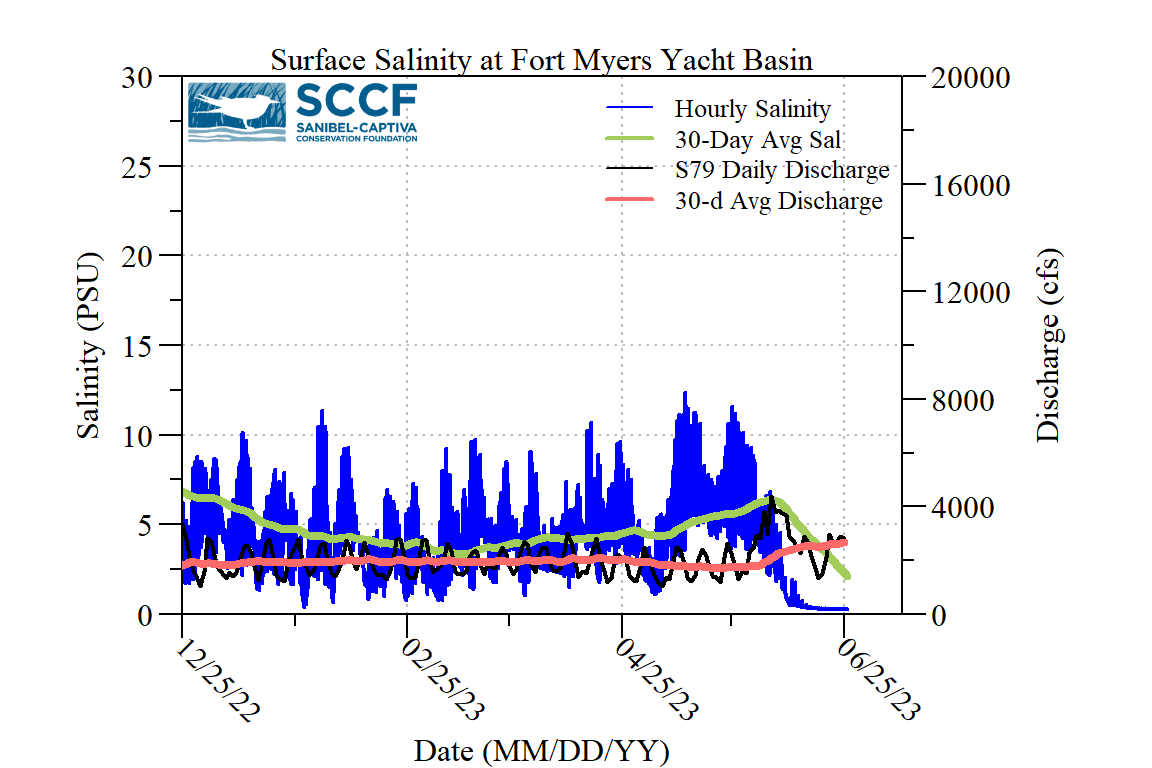 Surface Salinity at Fort Myers Yacht Basin
SCCF
SANIBEL-CAPTIVA
CONSERVATION FOUNDATION
Hourly Salinity
30-Day Avg Sal
S79 Daily Discharge
30-d Avg Discharge
Salinity (PSU)
30
25
20
15
10
5
0
20000
16000
12000
8000
4000
0
Discharge (cfs)
12/25/22
02/25/23
04/25/23
06/25/23
Date (MM/DD/YY)